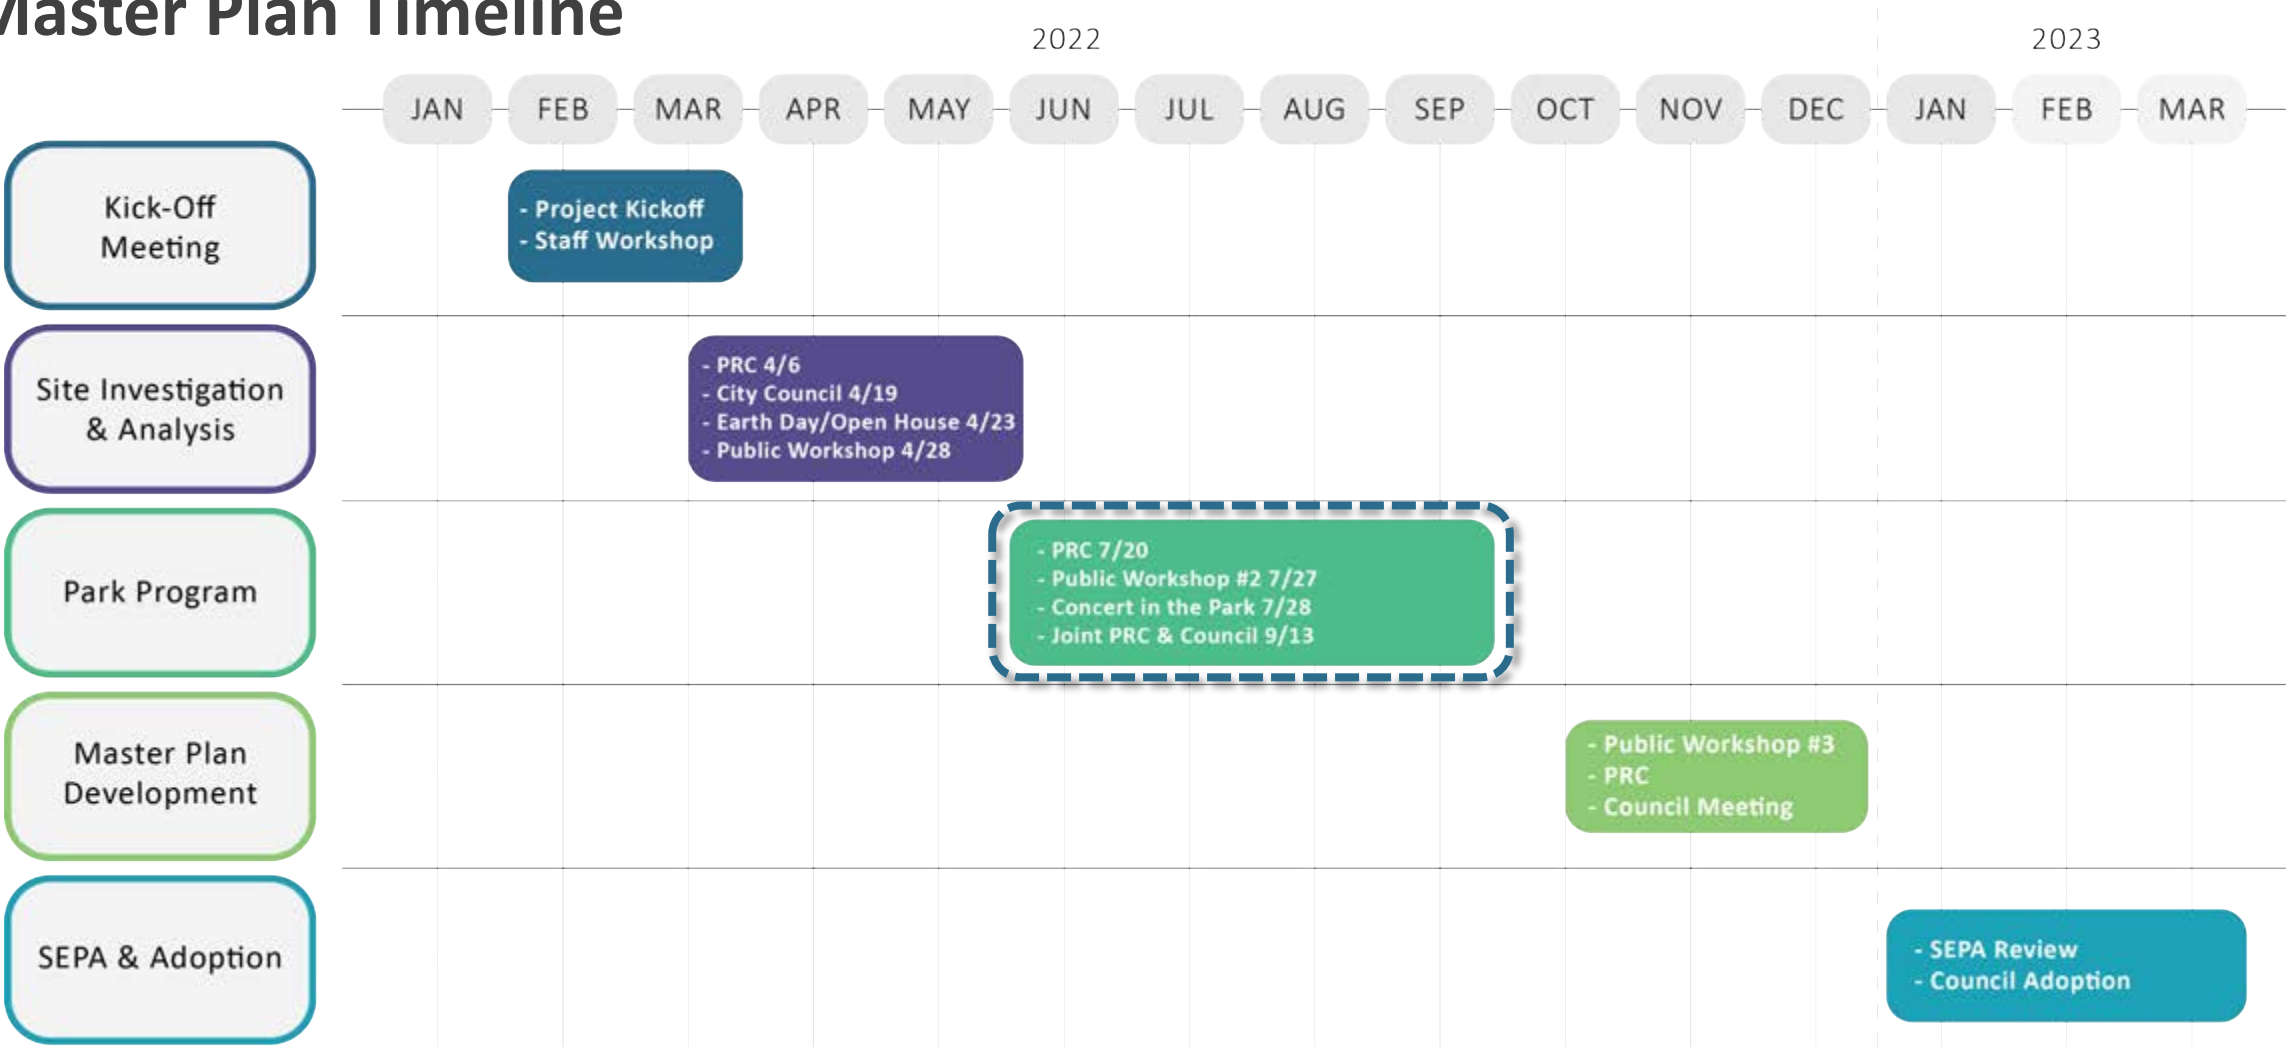 Master Plan Timeline
2022
2023
JAN FEB MAR APR MAY JUN JUL AUG SEP OCT NOV DEC JAN FEB MAR
Kick-Off
Meeting
- Project Kickoff
- Staff Workshop
Site Investigation
& Analysis
- PRC 4/6
- City Council 4/19
- Earth Day/Open House 4/23
- Public Workshop 4/28
Park Program
- PRC 7/20
- Public Workshop #2 7/27
- Concert in the Park 7/28
- Joint PRC & Council 9/13
Master Plan
Development
- Public Workshop #3
- PRC
- Council Meeting
SEPA & Adoption
- SEPA Review
- Council Adoption